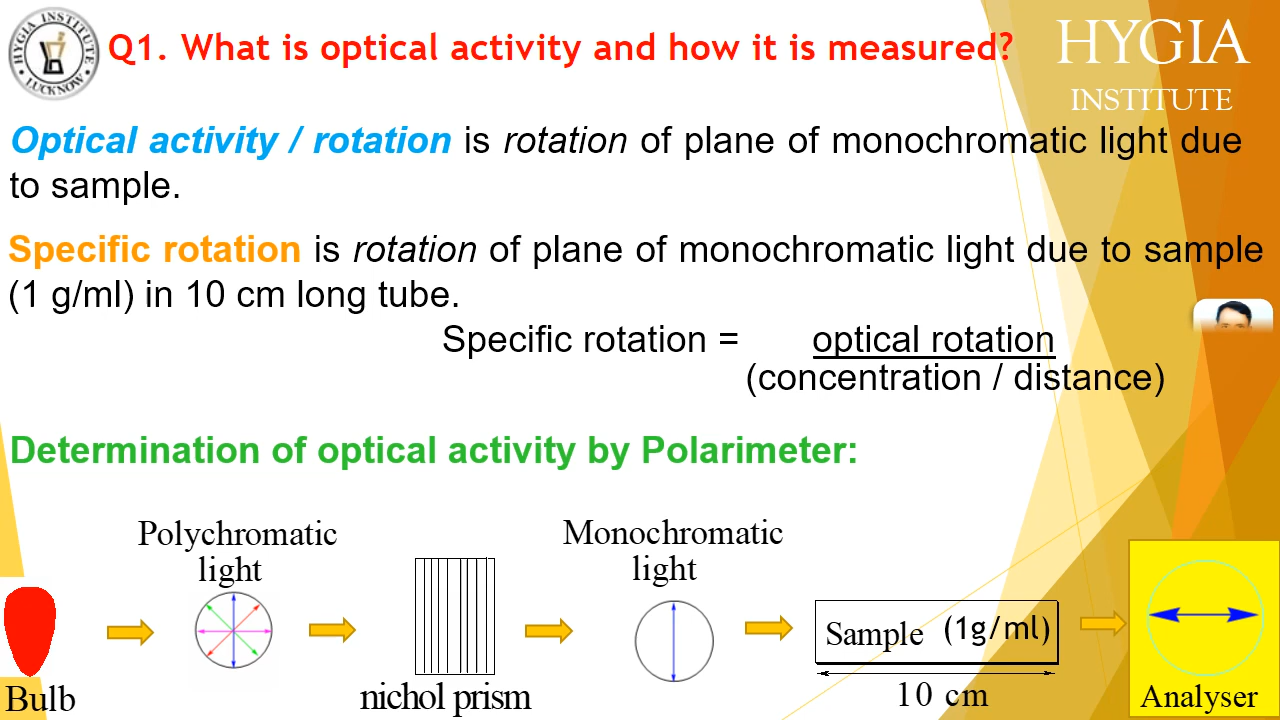 HYGIA INSTITUTE
LUCKNOW
Q1. What is optical activity and how it is measured?
HYGIA
INSTITUTE
Optical activity / rotation is rotation of plane of monochromatic light due
to sample.
Specific rotation is rotation of plane of monochromatic light due to sample
(1 g/ml) in 10 cm long tube.
Specific rotation = optical rotation
(concentration / distance)
Determination of optical activity by Polarimeter:
Polychromatic
light
Monochromatic
light
Sample (1g/ml)
Bulb
nichol prism
10 cm
Analyser